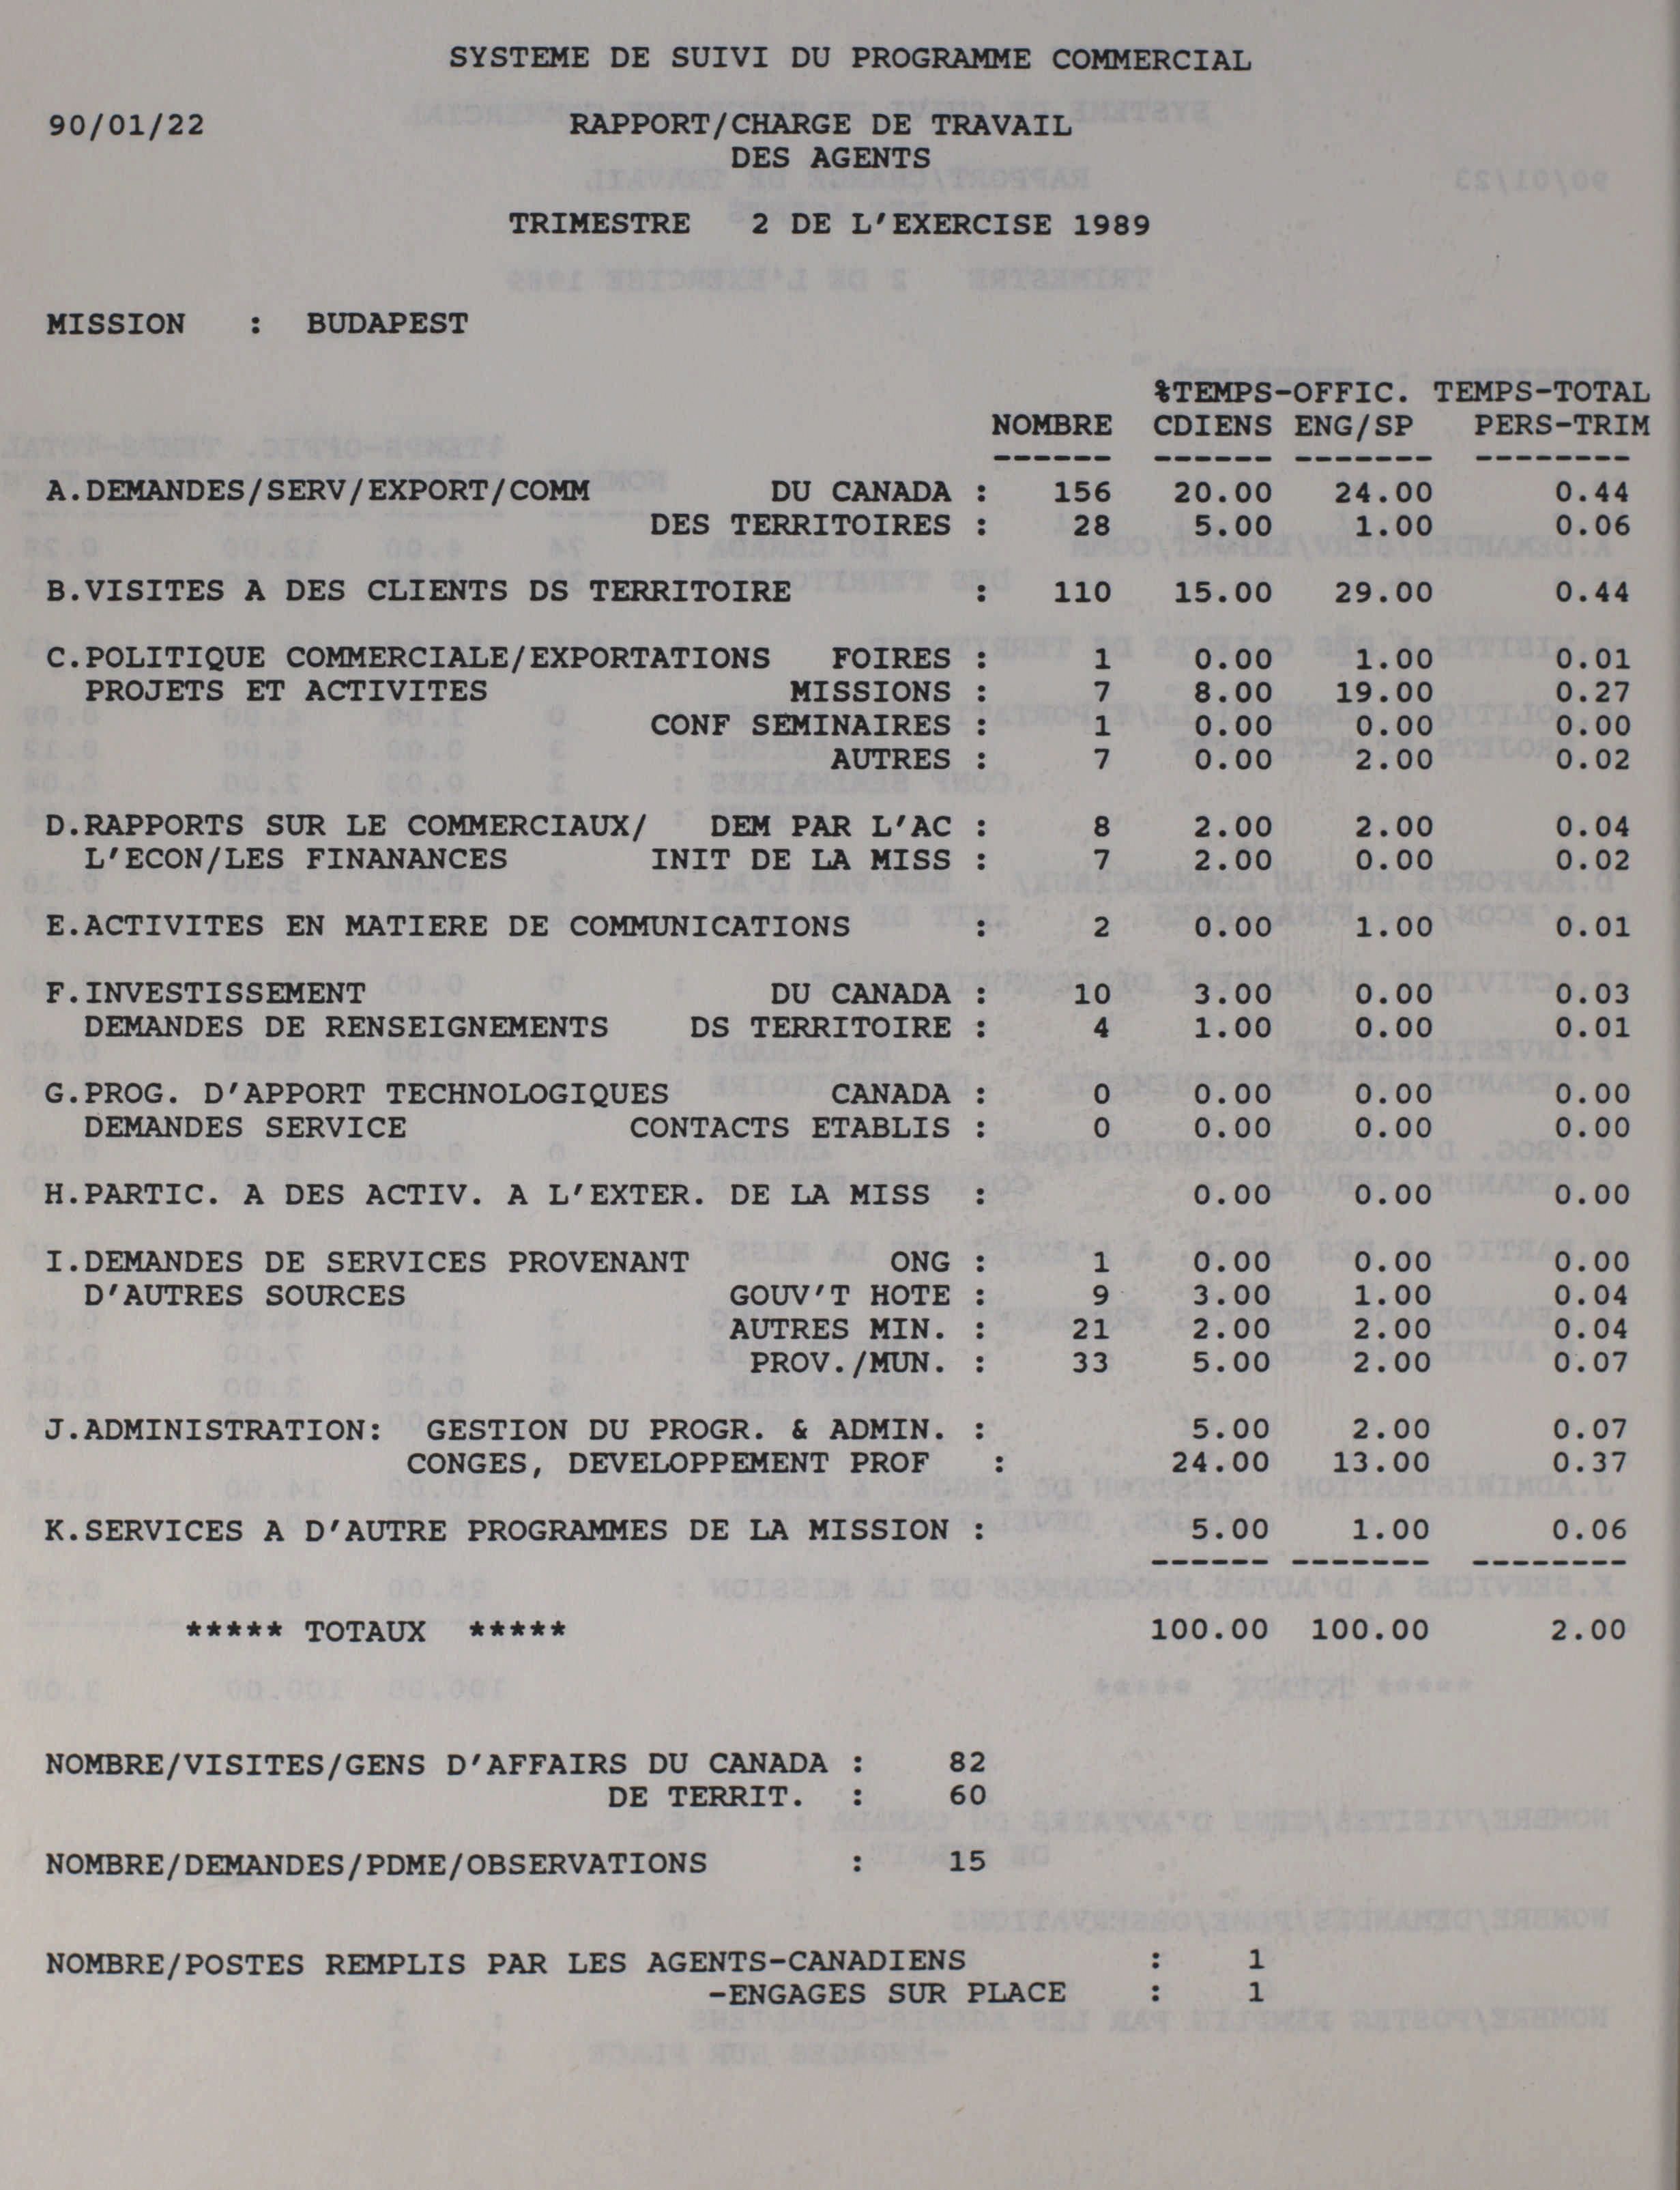 SYSTEME DE SUIVI DU PROGRAMME COMMERCIAL
90/01/22 RAPPORT/CHARGE DE TRAVAIL
DES AGENTS
TRIMESTRE 2 DE L'EXERCISE 1989
MISSION : BUDAPEST
%TEMPS-OFFIC. TEMPS-TOTAL
NOMBRE CDIENS ENG/SP PERS-TRIM
------ ------ ------- --------
A.DEMANDES/SERV/EXPORT/COMM DU CANADA : 156 20.00 24.00 0.44
DES TERRITOIRES : 28 5.00 1.00 0.06
B.VISITES A DES CLIENTS DS TERRITOIRE : 110 15.00 29.00 0.44
C.POLITIQUE COMMERCIALE/EXPORTATIONS FOIRES : 1 0.00 1.00 0.01
PROJETS ET ACTIVITES MISSIONS : 7 8.00 19.00 0.27
CONF SEMINAIRES : 1 0.00 0.00 0.00
AUTRES : 7 0.00 2.00 0.02
D.RAPPORTS SUR LE COMMERCIAUX/ DEM PAR L'AC : 8 2.00 2.00 0.04
L'ECON/LES FINANANCES INIT DE LA MISS : 7 2.00 0.00 0.02
E.ACTIVITES EN MATIERE DE COMMUNICATIONS : 2 0.00 1.00 0.01
F.INVESTISSEMENT DU CANADA : 10 3.00 0.00 0.03
DEMANDES DE RENSEIGNEMENTS DS TERRITOIRE : 4 1.00 0.00 0.01
G.PROG. D'APPORT TECHNOLOGIQUES CANADA : 0 0.00 0.00 0.00
DEMANDES SERVICE CONTACTS ETABLIS : 0 0.00 0.00 0.00
H.PARTIC. A DES ACTIV. A L'EXTER. DE LA MISS : 0.00 0.00 0.00
I.DEMANDES DE SERVICES PROVENANT ONG : 1 0.00 0.00 0.00
D'AUTRES SOURCES GOUV'T HOTE : 9 3.00 1.00 0.04
AUTRES MIN. : 21 2.00 2.00 0.04
PROV./MUN. : 33 5.00 2.00 0.07
J.ADMINISTRATION: GESTION DU PROGR. & ADMIN. : 5.00 2.00 0.07
CONGES, DEVELOPPEMENT PROF : 24.00 13.00 0.37
K.SERVICES A D'AUTRE PROGRAMMES DE LA MISSION : 5.00 1.00 0.06
------ ------- --------
***** TOTAUX ***** 100.00 100.00 2.00
NOMBRE/VISITES/GENS D'AFFAIRS DU CANADA : 82
DE TERRIT. : 60
NOMBRE/DEMANDES/PDME/OBSERVATIONS : 15
NOMBRE/POSTES REMPLIS PAR LES AGENTS-CANADIENS : 1
-ENGAGES SUR PLACE : 1